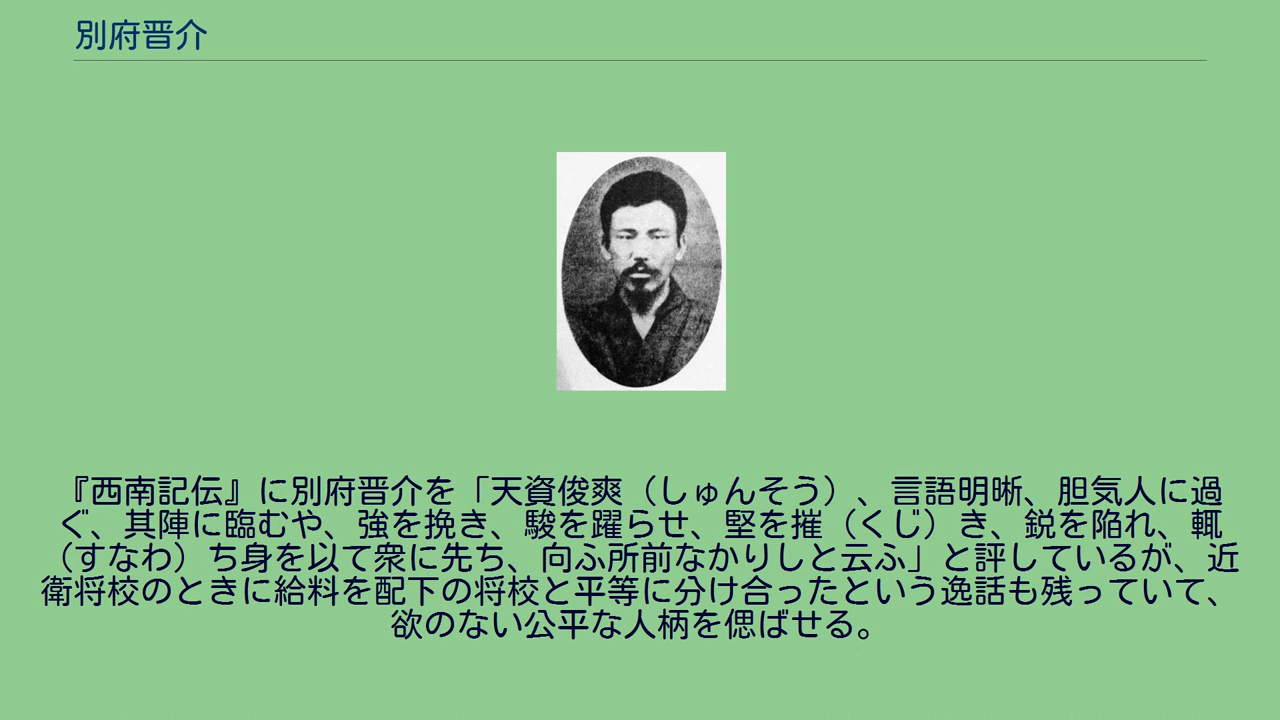 別府晋介
『西南記伝』に別府晋介を「天資俊爽（しゅんそう）、言語明晰、胆気人に過
ぐ、其陣に臨むや、強を挽き、駿を躍らせ、堅を摧（くじ）き、鋭を陥れ、輒
（すなわ）ち身を以て衆に先ち、向ふ所前なかりしと云ふ」と評しているが、近
衛将校のときに給料を配下の将校と平等に分け合ったという逸話も残っていて、
欲のない公平な人柄を偲ばせる。